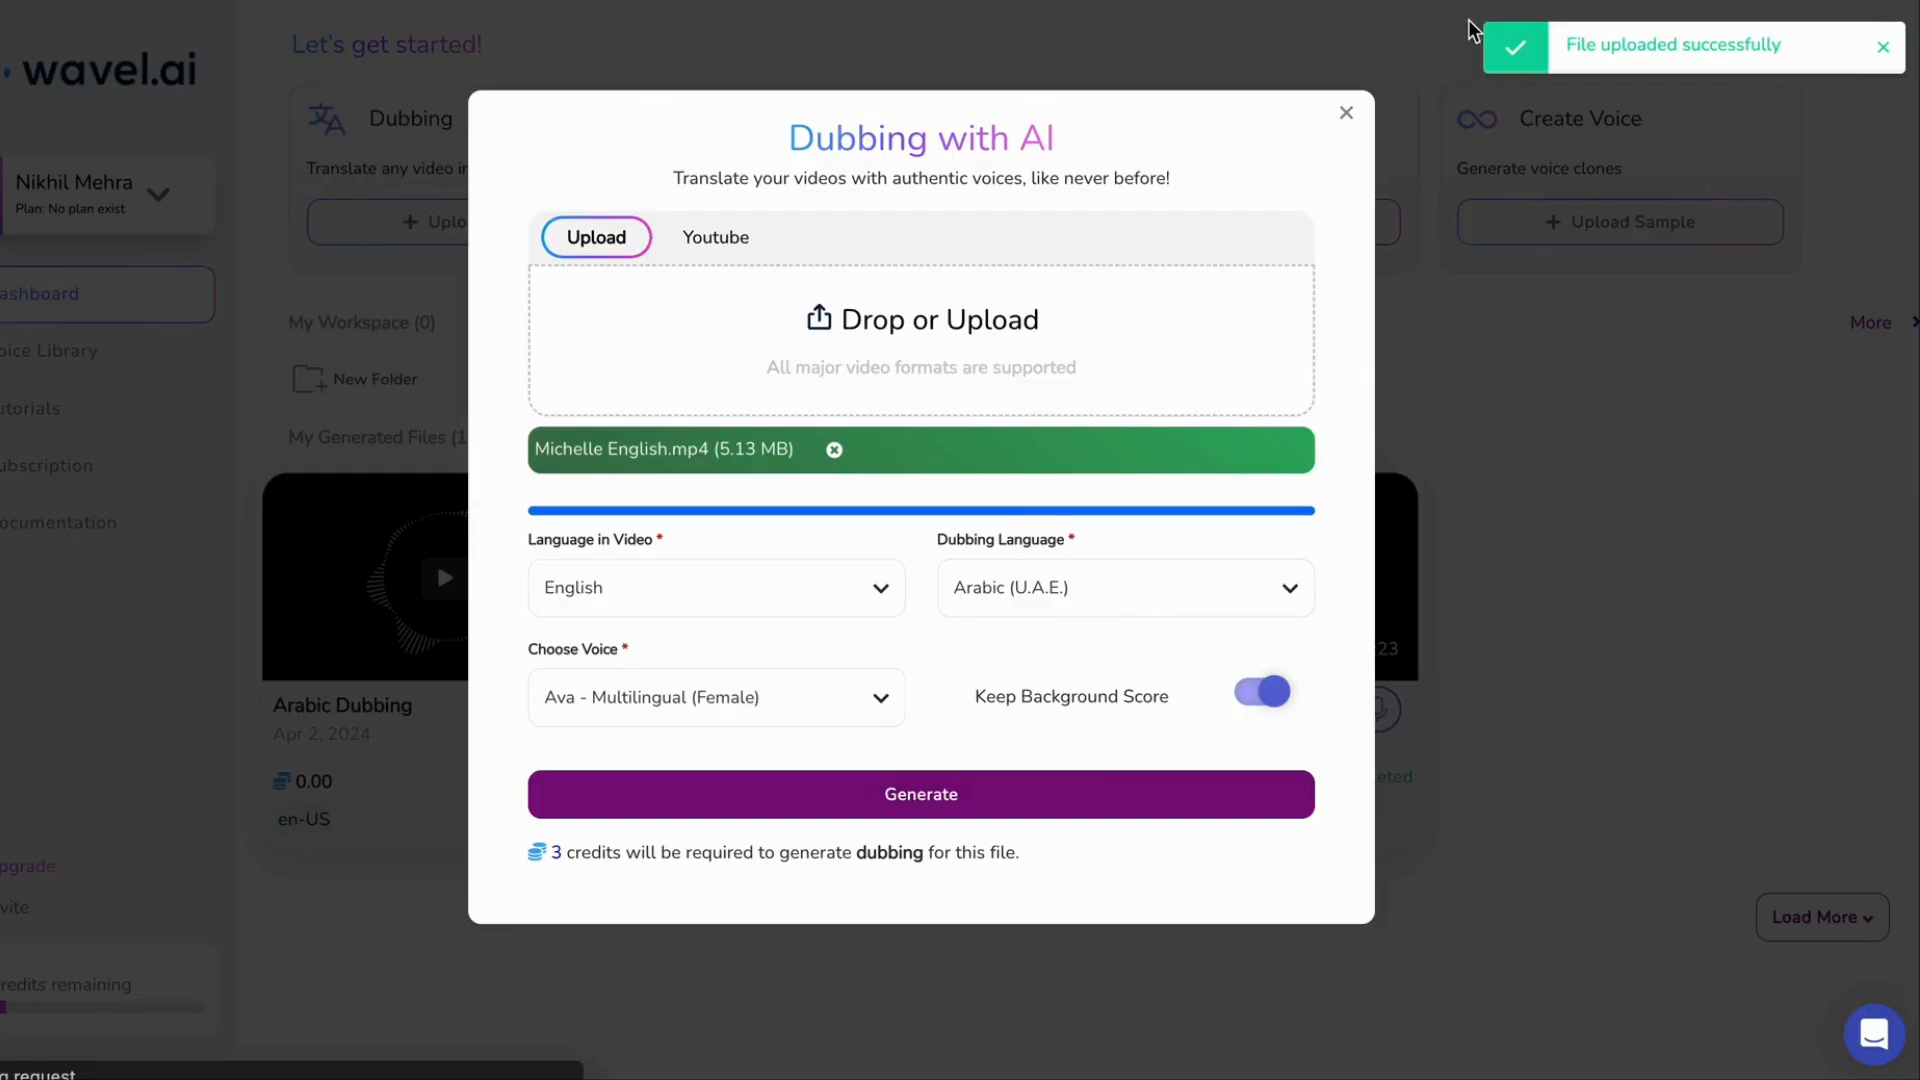 Let's get started!
wavel.ai
File uploaded successfully
Dubbing
Translate any video in
Create Voice
Generate voice clones
+ Upload Sample
Nikhil Mehra
Plan: No plan exist
Dubbing with AI
Translate your videos with authentic voices, like never before!
Upload
Youtube
Drop or Upload
All major video formats are supported
Michelle English.mp4 (5.13 MB)
Language in Video *
English
Dubbing Language *
Arabic (U.A.E.)
Choose Voice *
Ava - Multilingual (Female)
Keep Background Score
Generate
3 credits will be required to generate dubbing for this file.
ashboard
oice Library
utorials
ubscription
ocumentation
pgrade
vite
redits remaining
My Workspace (0)
More
New Folder
My Generated Files (1
Arabic Dubbing
Apr 2, 2024
0.00
en-US
:23
eted
Load More
g request